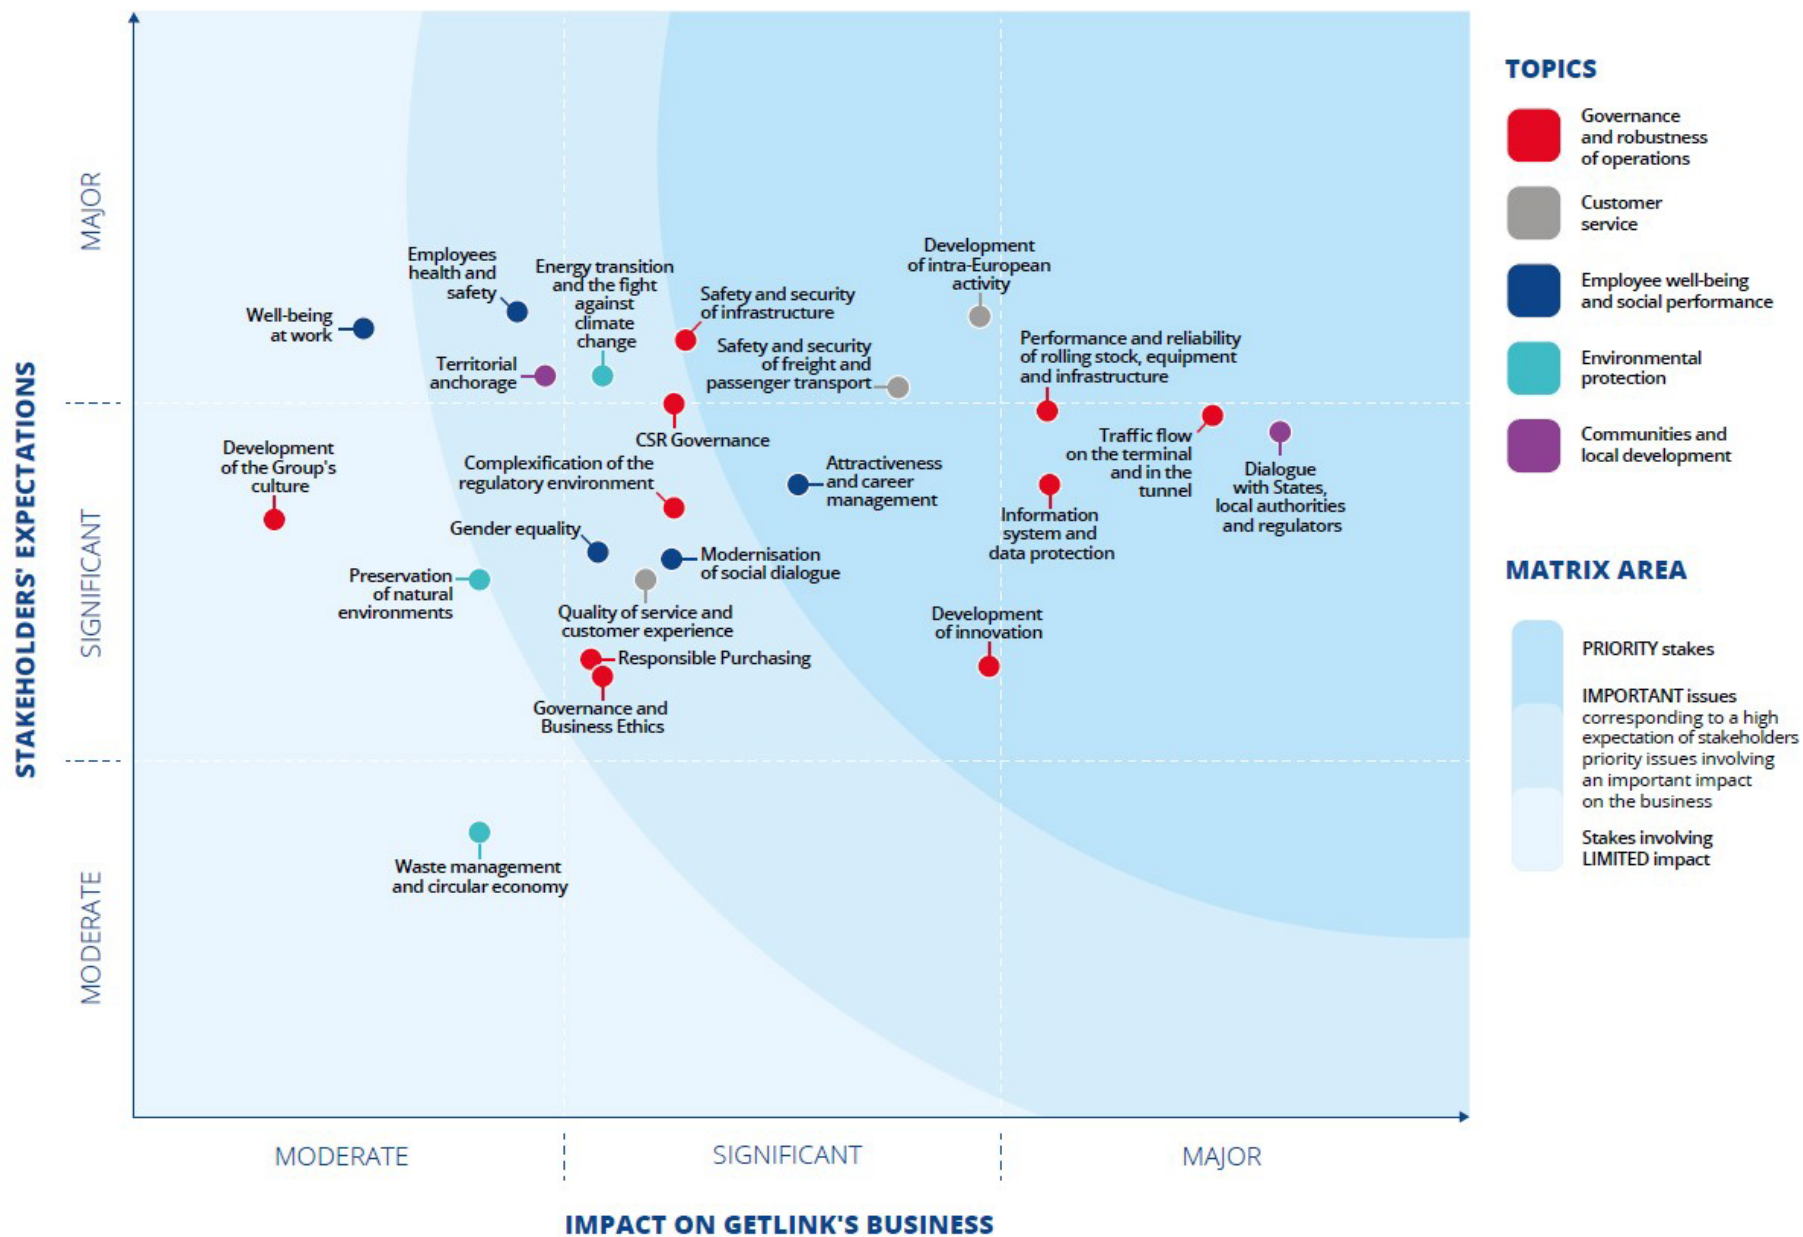 STAKEHOLDERS' EXPECTATIONS
MAJOR
SIGNIFICANT
MODERATE
Employees
health and
safety
Well-being
at work
Energy transition
and the fight
against
climate
change
Territorial
anchorage
Safety and security
of infrastructure
Safety and security
of freight and
passenger transport
Development
of intra-European
activity
Performance and reliability
of rolling stock, equipment
and infrastructure
CSR Governance
Development
of the Group's
culture
Complexification of the
regulatory environment
Attractiveness
and career
management
Traffic flow
on the terminal
and in the
tunnel
Dialogue
with States,
local authorities
and regulators
Information
system and
data protection
Gender equality
Modernisation
of social dialogue
Preservation
of natural
environments
Quality of service and
customer experience
Development
of innovation
Responsible Purchasing
Governance and
Business Ethics
Waste management
and circular economy
MODERATE
SIGNIFICANT
MAJOR
IMPACT ON GETLINK'S BUSINESS
TOPICS
Governance
and robustness
of operations
Customer
service
Employee well-being
and social performance
Environmental
protection
Communities and
local development
MATRIX AREA
PRIORITY stakes
IMPORTANT issues
corresponding to a high
expectation of stakeholders
priority issues involving
an important impact
on the business
Stakes involving
LIMITED impact